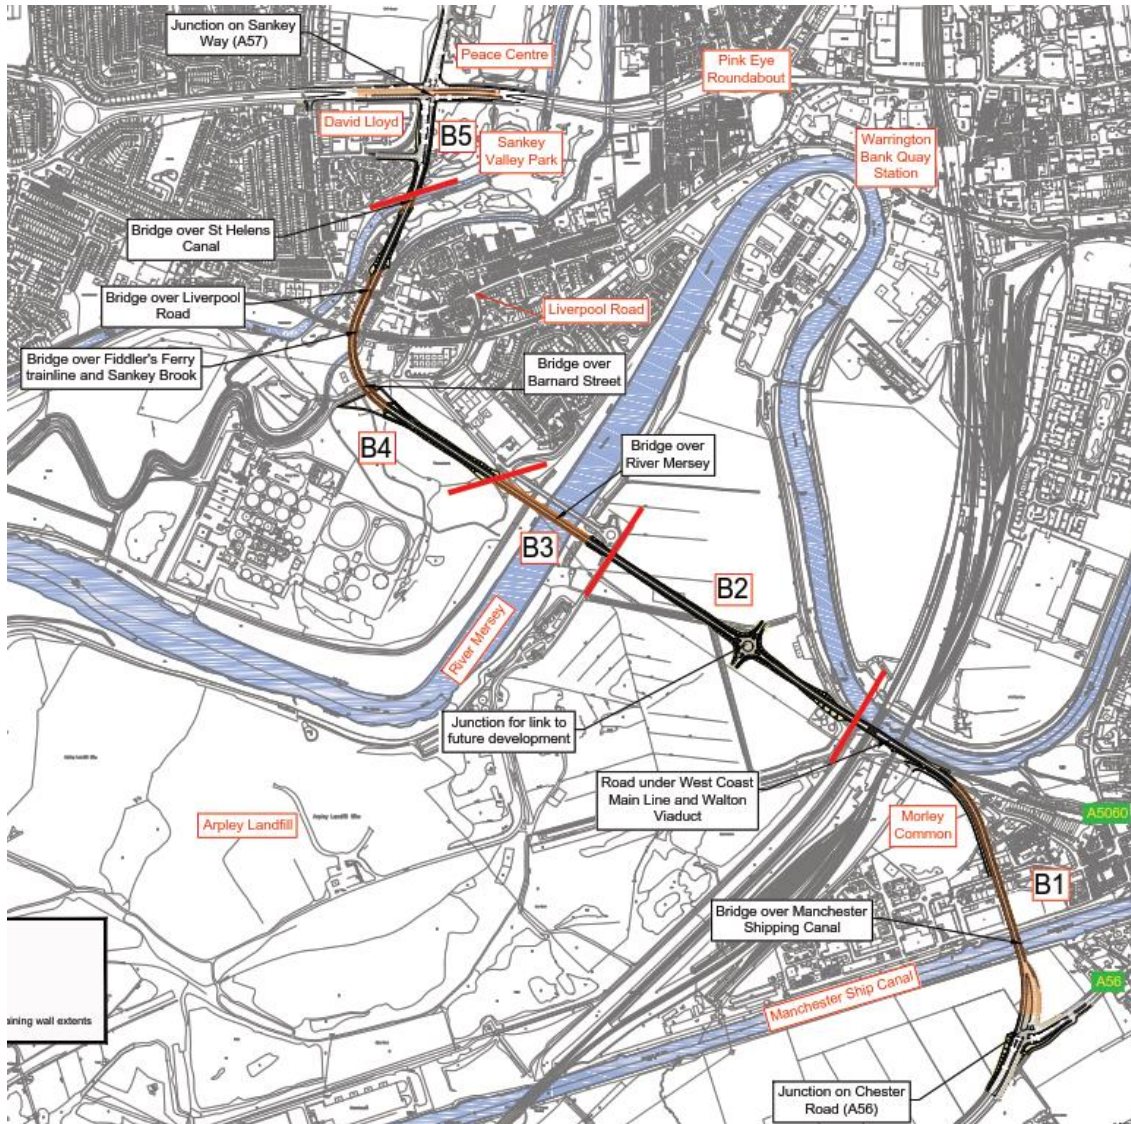 Junction on Sankey
Way (A57)
Peace Centre
Pink Eye
Roundabout
David Lloyd
B5
Sankey
Valley Park
Warrington
Bank Quay
Station
Bridge over St Helens
Canal
Bridge over Liverpool
Road
Liverpool Road
Bridge over Fiddler's Ferry
trainline and Sankey Brook
Bridge over
Barnard Street
B4
Bridge over
River Mersey
B3
B2
River Mersey
Junction for link to
future development
Road under West Coast
Main Line and Walton
Viaduct
Arpley Landfill
Arpley Landfill Site
Morley
Common
A5060
B1
Bridge over Manchester
Shipping Canal
Manchester Ship Canal
A56
aining wall extents
Junction on Chester
Road (A56)